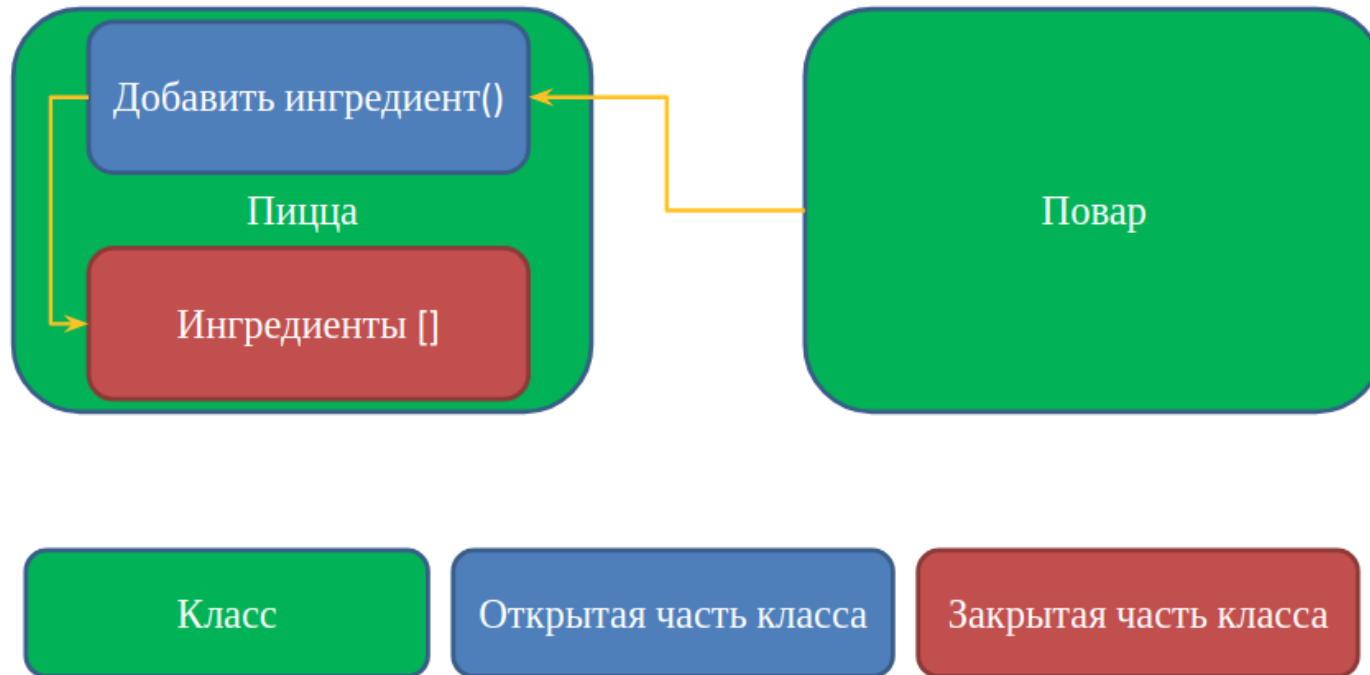 Добавить ингредиент()
Пицца
Повар
Ингредиенты []
Класс
Открытая часть класса
Закрытая часть класса